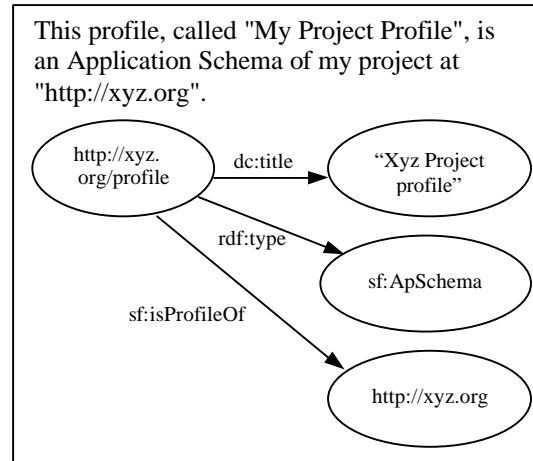 This profile, called "My Project Profile", is
an Application Schema of my project at
"http://xyz.org".
http://xyz.
org/profile
dc:title
“Xyz Project
profile”
rdf:type
sf:ApSchema
sf:isProfileOf
http://xyz.org